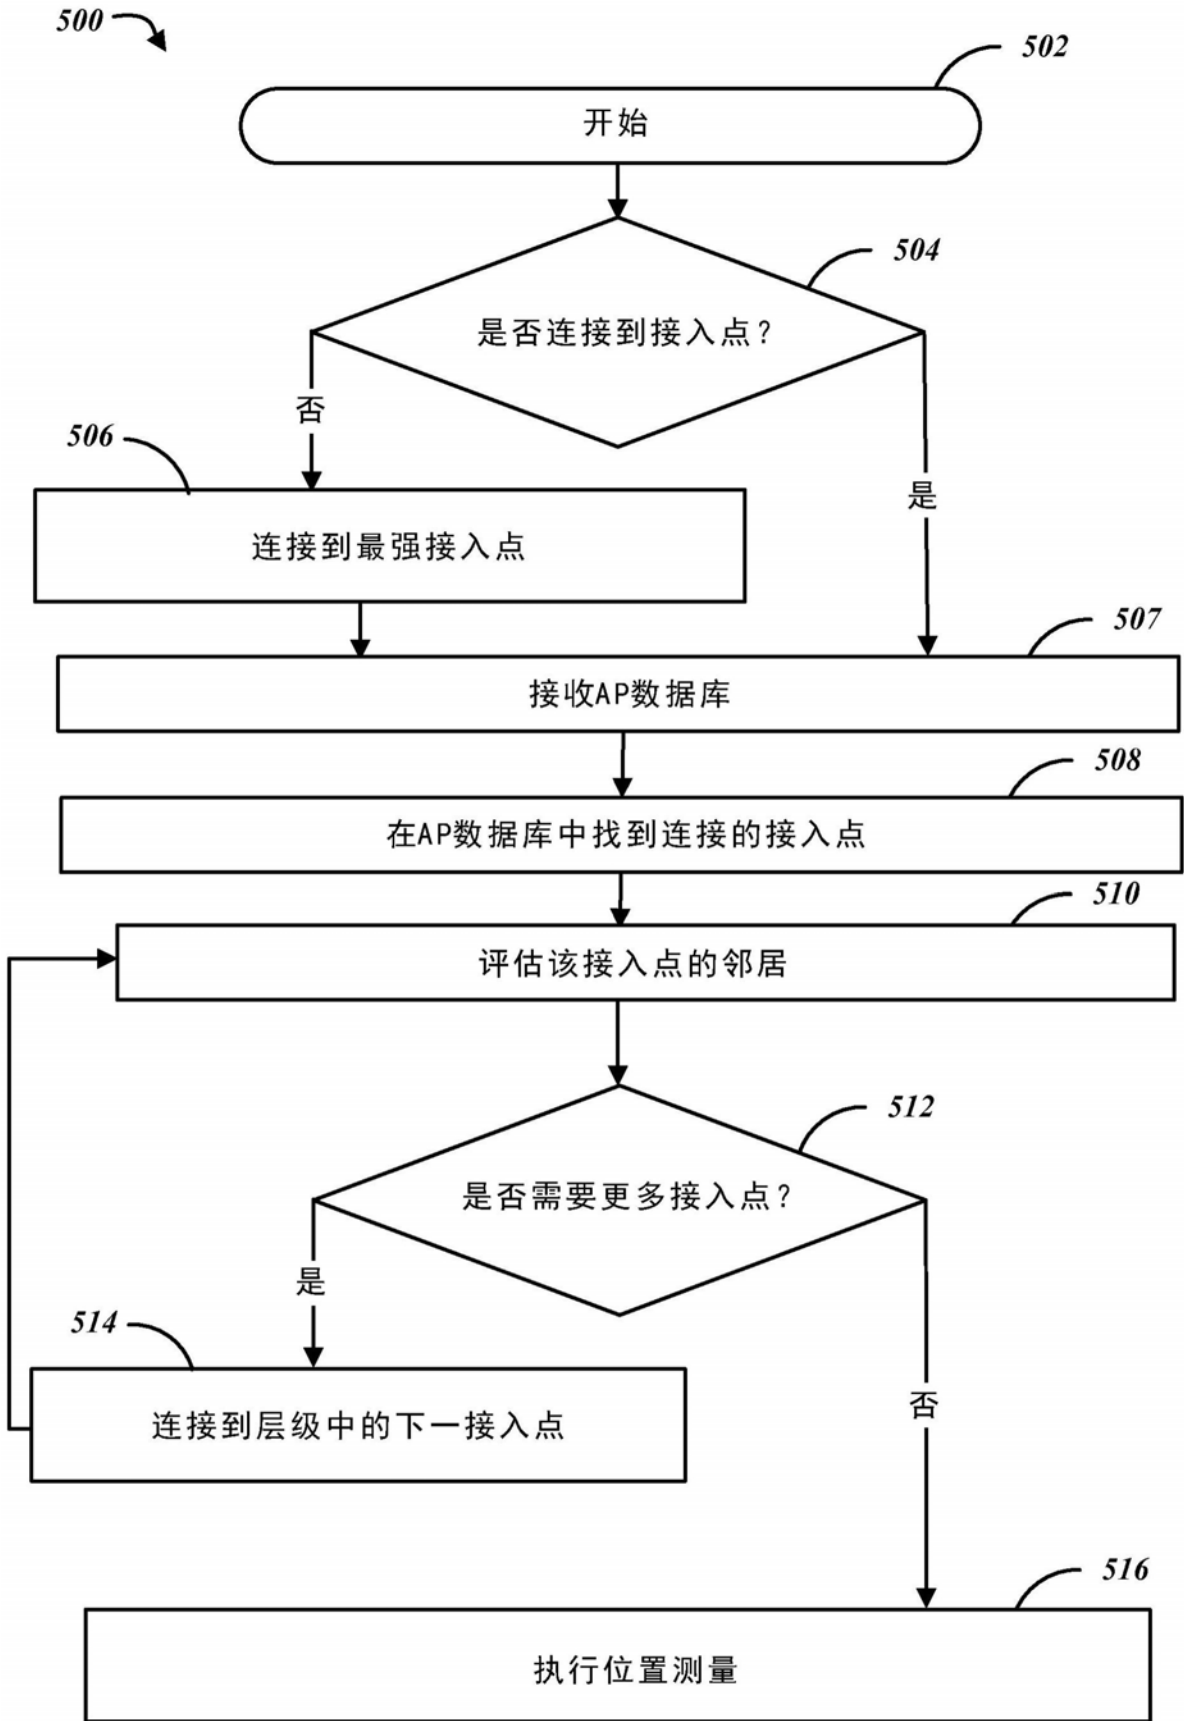 500
502
开始
504
是否连接到接入点?
否
506
是
连接到最强接入点
507
接收AP数据库
508
在AP数据库中找到连接的接入点
510
评估该接入点的邻居
512
是否需要更多接入点?
是
514
否
连接到层级中的下一接入点
516
执行位置测量